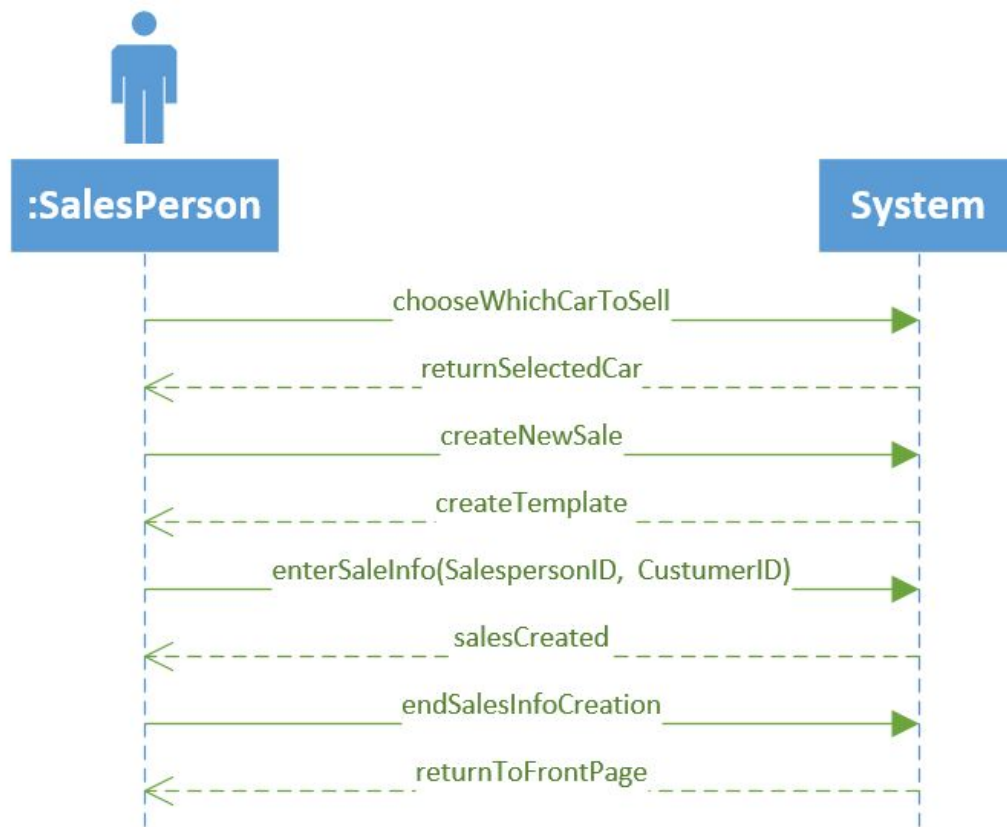 :SalesPerson
System
chooseWhichCarToSell
returnSelectedCar
createNewSale
createTemplate
enterSaleInfo(SalespersonID, CustumerID)
salesCreated
endSalesInfoCreation
returnToFrontPage